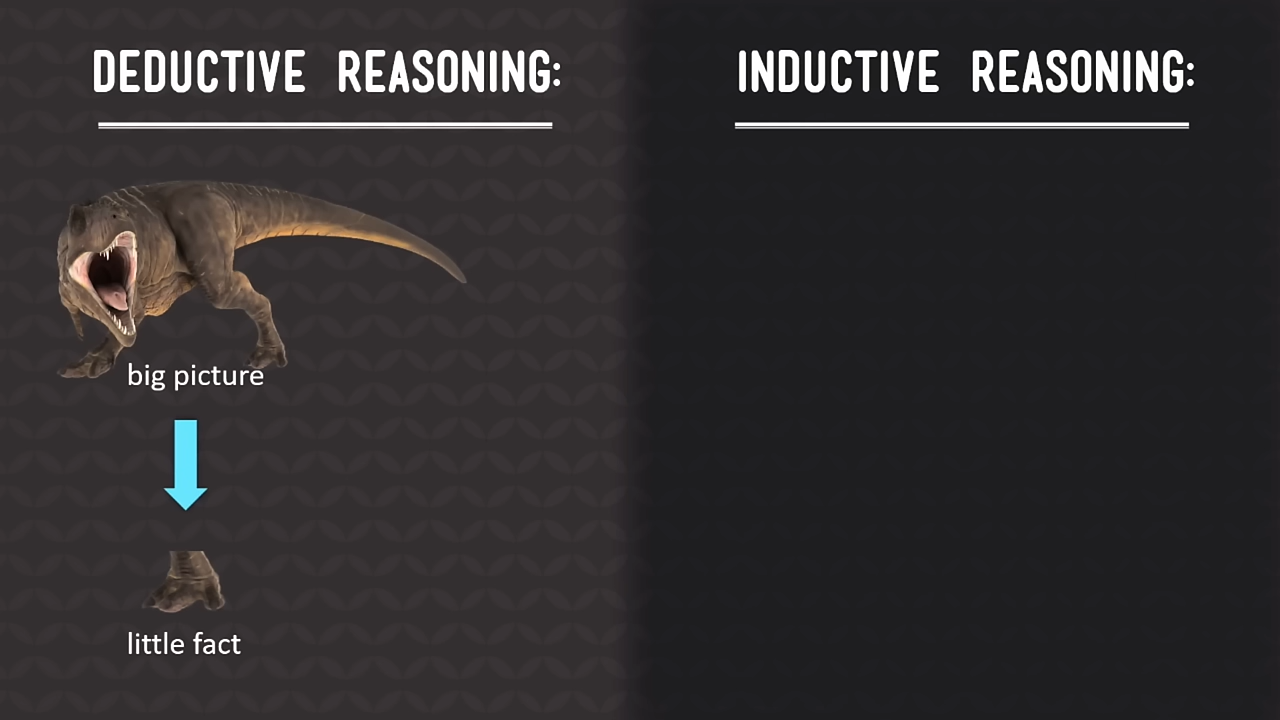 DEDUCTIVE REASONING:
big picture
little fact
INDUCTIVE REASONING: